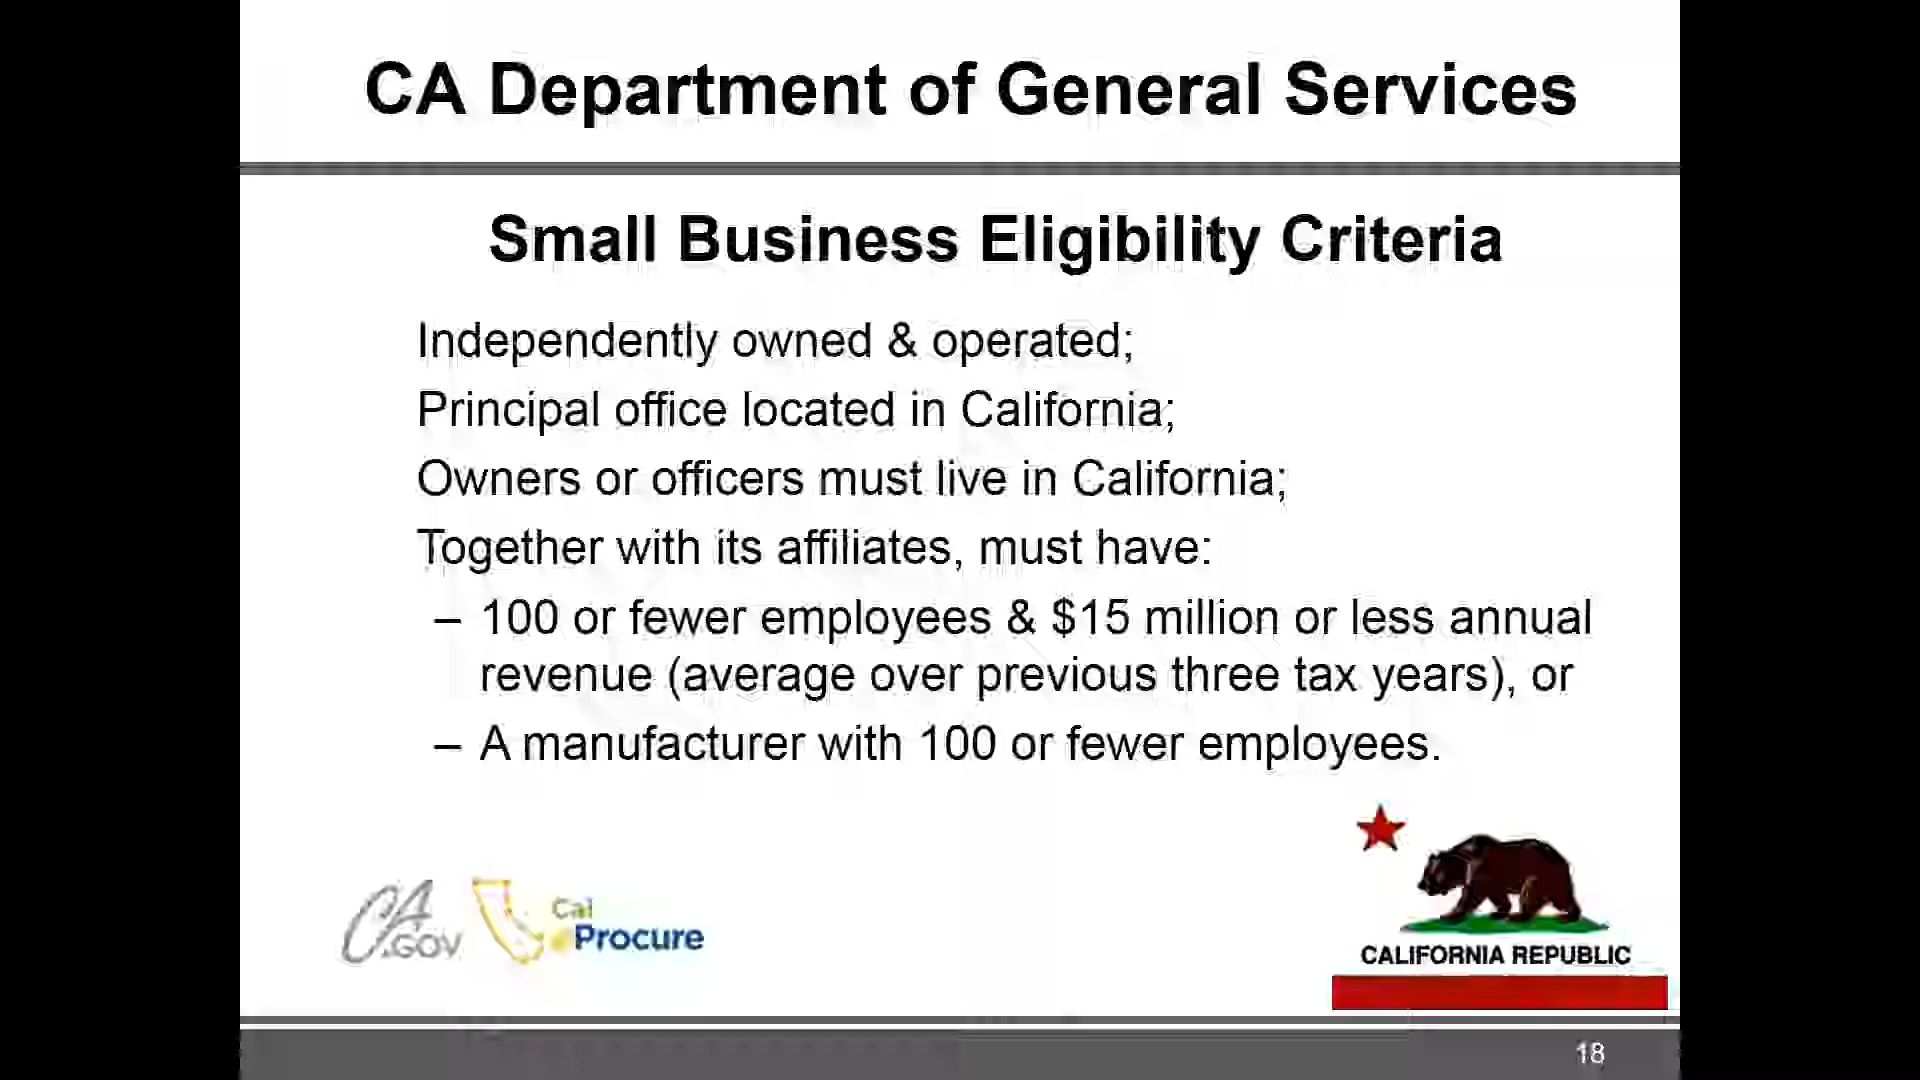 CA Department of General Services
Small Business Eligibility Criteria
Independently owned & operated;
Principal office located in California;
Owners or officers must live in California;
Together with its affiliates, must have:
– 100 or fewer employees & $15 million or less annual
revenue (average over previous three tax years), or
– A manufacturer with 100 or fewer employees.
CA
.GOV
Cal
eProcure
CALIFORNIA REPUBLIC
18